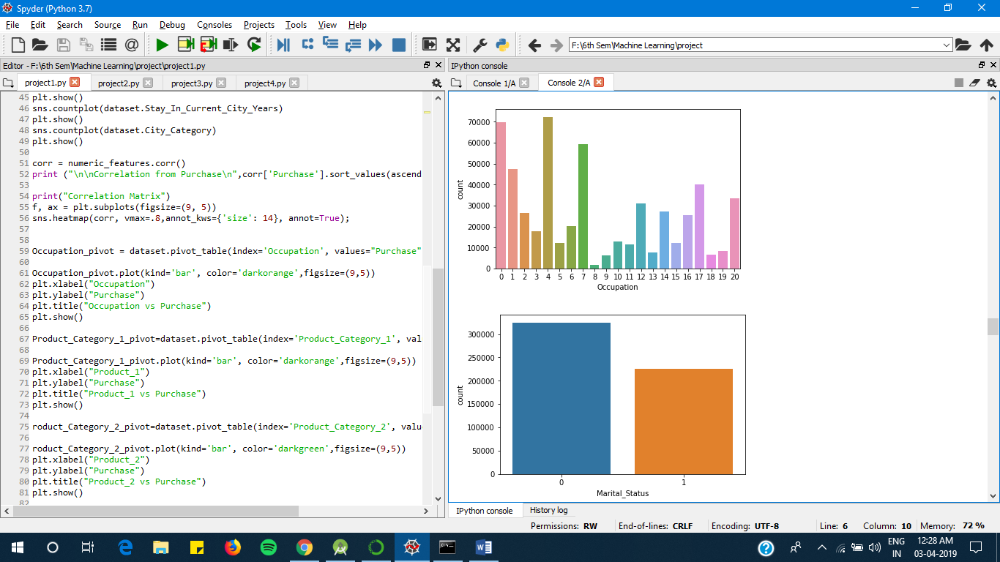 Spyder (Python 3.7)
File Edit Search Source Run Debug Consoles Projects Tools View Help
F:\6th Sem\Machine Learning\project
Editor - F:\6th Sem\Machine Learning\project\project1.py
project1.py project2.py project3.py project4.py
45 plt.show()
46 sns.countplot(dataset.Stay_In_Current_City_Years)
47 plt.show()
48 sns.countplot(dataset.City_Category)
49 plt.show()
50
51 corr = numeric_features.corr()
52 print ("\n\nCorrelation from Purchase\n",corr['Purchase'].sort_values(ascend
53
54 print("Correlation Matrix")
55 f, ax = plt.subplots(figsize=(9, 5))
56 sns.heatmap(corr, vmax=.8,annot_kws={'size': 14}, annot=True);
57
58
59 Occupation_pivot = dataset.pivot_table(index='Occupation', values="Purchase"
60
61 Occupation_pivot.plot(kind='bar', color='darkorange',figsize=(9,5))
62 plt.xlabel("Occupation")
63 plt.ylabel("Purchase")
64 plt.title("Occupation vs Purchase")
65 plt.show()
66
67 Product_Category_1_pivot=dataset.pivot_table(index='Product_Category_1', val
68
69 Product_Category_1_pivot.plot(kind='bar', color='darkorange',figsize=(9,5))
70 plt.xlabel("Product_1")
71 plt.ylabel("Purchase")
72 plt.title("Product_1 vs Purchase")
73 plt.show()
74
75 roduct_Category_2_pivot=dataset.pivot_table(index='Product_Category_2', valu
76
77 roduct_Category_2_pivot.plot(kind='bar', color='darkgreen',figsize=(9,5))
78 plt.xlabel("Product_2")
79 plt.ylabel("Purchase")
80 plt.title("Product_2 vs Purchase")
81 plt.show()
82
IPython console
Console 1/A Console 2/A
70000
60000
50000
40000
30000
20000
10000
0
count
0 1 2 3 4 5 6 7 8 9 10 11 12 13 14 15 16 17 18 19 20
Occupation
300000
250000
200000
150000
100000
50000
0
count
0 1
Marital_Status
IPython console History log
Permissions: RW End-of-lines: CRLF Encoding: UTF-8 Line: 6 Column: 10 Memory: 72 %
ENG
IN
12:28 AM
03-04-2019